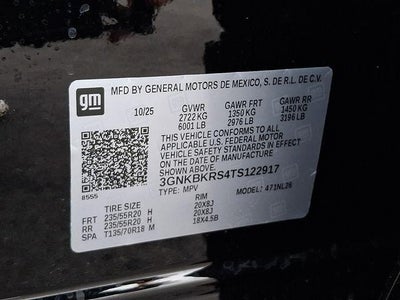 gm
MFD BY GENERAL MOTORS DE MEXICO, S. DE R.L. DE C.V.
10/25 GVWR GAWR FRT GAWR RR
2722 KG 1350 KG 1450 KG
6001 LB 2976 LB 3196 LB
THIS VEHICLE CONFORMS TO ALL
APPLICABLE U.S. FEDERAL MOTOR
VEHICLE SAFETY STANDARDS IN EFFECT
ON THE DATE OF MANUFACTURE SHOWN ABOVE.
3GNKBKRS4TS122917
8555 TYPE: MPV MODEL: 471NL26
TIRE SIZE RIM
FRT 235/55R20 H 20X8J
RR 235/55R20 H 20X8J
SPA T135/70R18 M 18X4.5B